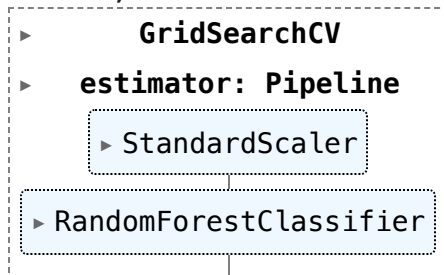 GridSearchCV
estimator: Pipeline
StandardScaler
RandomForestClassifier